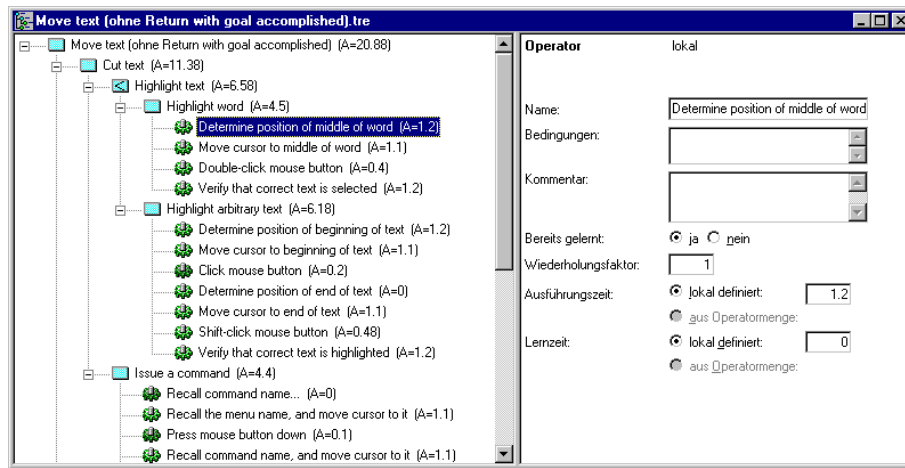 Move text (ohne Return with goal accomplished).tre
Move text (ohne Return with goal accomplished) (A=20.88)
Cut text (A=11.38)
Highlight text (A=6.58)
Highlight word (A=4.5)
Determine position of middle of word (A=1.2)
Move cursor to middle of word (A=1.1)
Double-click mouse button (A=0.4)
Verify that correct text is selected (A=1.2)
Highlight arbitrary text (A=6.18)
Determine position of beginning of text (A=1.2)
Move cursor to beginning of text (A=1.1)
Click mouse button (A=0.2)
Determine position of end of text (A=0)
Move cursor to end of text (A=1.1)
Shift-click mouse button (A=0.48)
Verify that correct text is highlighted (A=1.2)
Issue a command (A=4.4)
Recall command name... (A=0)
Recall the menu name, and move cursor to it (A=1.1)
Press mouse button down (A=0.1)
Recall command name, and move cursor to it (A=1.1)
Operator lokal
Name: Determine position of middle of word
Bedingungen:
Kommentar:
Bereits gelernt: ja nein
Wiederholungsfaktor: 1
Ausführungszeit: lokal definiert: 1.2
aus Operatormenge:
Lernzeit: lokal definiert: 0
aus Operatormenge: